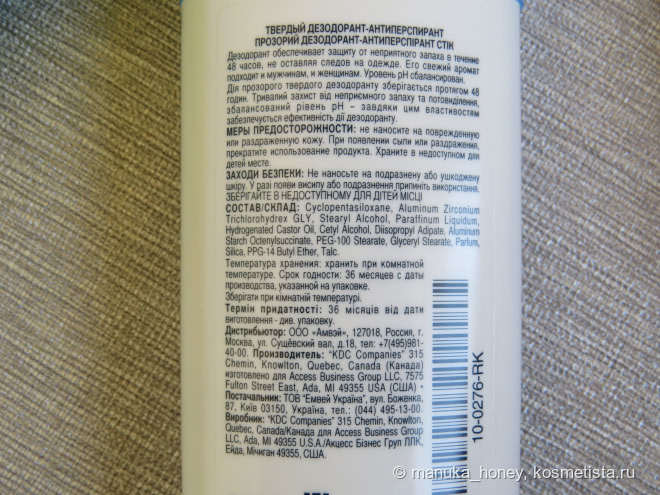 ТВЕРДЫЙ ДЕЗОДОРАНТ-АНТИПЕРСПИРАНТ
ПРОЗОРИЙ ДЕЗОДОРАНТ-АНТИПЕРСПІРАНТ СТІК
Дезодорант обеспечивает защиту от неприятного запаха в течение
48 часов, не оставляя следов на одежде. Его свежий аромат
подходит и мужчинам, и женщинам. Уровень pH сбалансирован.
Дія прозорого твердого дезодоранту зберігається протягом 48
годин. Тривалий захист від неприємного запаху та потовиділення,
збалансований рівень pH – завдяки цим властивостям
забезпечується ефективність дії дезодоранту.
МЕРЫ ПРЕДОСТОРОЖНОСТИ: не наносите на поврежденную
или раздраженную кожу. При появлении сыпи или раздражения,
прекратите использование продукта. Храните в недоступном для
детей месте.
ЗАХОДИ БЕЗПЕКИ: Не наносьте на подразнену або ушкоджену
шкіру. У разі появи висипу або подразнення припиніть використання.
ЗБЕРІГАЙТЕ В НЕДОСТУПНОМУ ДЛЯ ДІТЕЙ МІСЦІ
СОСТАВ/СКЛАД: Cyclopentasiloxane, Aluminum Zirconium
Trichlorohydrex GLY, Stearyl Alcohol, Paraffinum Liquidum,
Hydrogenated Castor Oil, Cetyl Alcohol, Diisopropyl Adipate, Aluminum
Starch Octenylsuccinate, PEG-100 Stearate, Glyceryl Stearate, Parfum,
Silica, PPG-14 Butyl Ether, Talc.
Температура хранения: хранить при комнатной
температуре. Срок годности: 36 месяцев с даты
производства, указанной на упаковке.
Зберігати при кімнатній температурі.
Термін придатності: 36 місяців від дати
виготовлення - див. упаковку.
Дистрибьютор: ООО «Амвэй», 127018, Россия, г.
Москва, ул. Сущёвский вал, д.18, тел: +7(495)981-
40-00. Производитель: "KDC Companies" 315
Chemin, Knowlton, Quebec, Canada (Канада)
изготовлено для Access Business Group LLC, 7575
Fulton Street East, Ada, MI 49355 USA (США) •
Постачальник: ТОВ "Емвей Україна", вул. Боженка,
87, Київ 03150, Україна, тел.: (044) 495-13-00.
Виробник: "KDC Companies" 315 Chemin, Knowlton,
Quebec, Canada/Канада для Access Business Group
LLC, Ada, MI 49355 U.S.A./Акцесс Бізнес Груп ЛЛК,
Ейда, Мічиган 49355, США.
10-0276-RK
© manuka_honey, kosmetista.ru